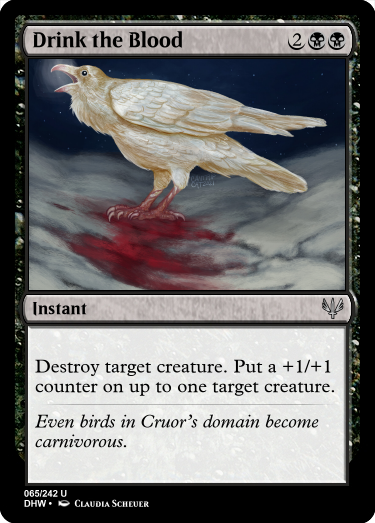 Drink the Blood 2
Instant
Destroy target creature. Put a +1/+1
counter on up to one target creature.
Even birds in Cruor's domain become
carnivorous.
065/242 U
DHW • Claudia Scheuer